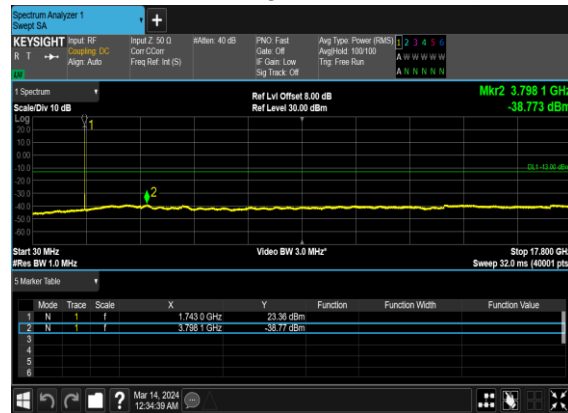 Spectrum Analyzer 1
Swept SA
+
KEYSIGHT
R T
LXI
Input: RF
Coupling: DC
Align: Auto
Input Z: 50 Ω
Corr CCorr
Freq Ref: Int (S)
#Atten: 40 dB
PNO: Fast
Gate: Off
IF Gain: Low
Sig Track: Off
Avg Type: Power (RMS)
Avg|Hold: 100/100
Trig: Free Run
1 2 3 4 5 6
A W W W W W
A N N N N N
1 Spectrum
Scale/Div 10 dB
Ref Lvl Offset 8.00 dB
Ref Level 30.00 dBm
Mkr2 3.798 1 GHz
-38.773 dBm
Log
20.0
10.0
0.00
-10.0
-20.0
-30.0
-40.0
-50.0
-60.0
1
2
DL1 -13.00 dBm
Start 30 MHz
#Res BW 1.0 MHz
Video BW 3.0 MHz*
Stop 17.800 GHz
Sweep 32.0 ms (40001 pts)
5 Marker Table
Mode Trace Scale X Y Function Function Width Function Value
1 N 1 f 1.743 0 GHz 23.36 dBm
2 N 1 f 3.798 1 GHz -38.77 dBm
3
4
5
6
?
Mar 14, 2024
12:34:39 AM